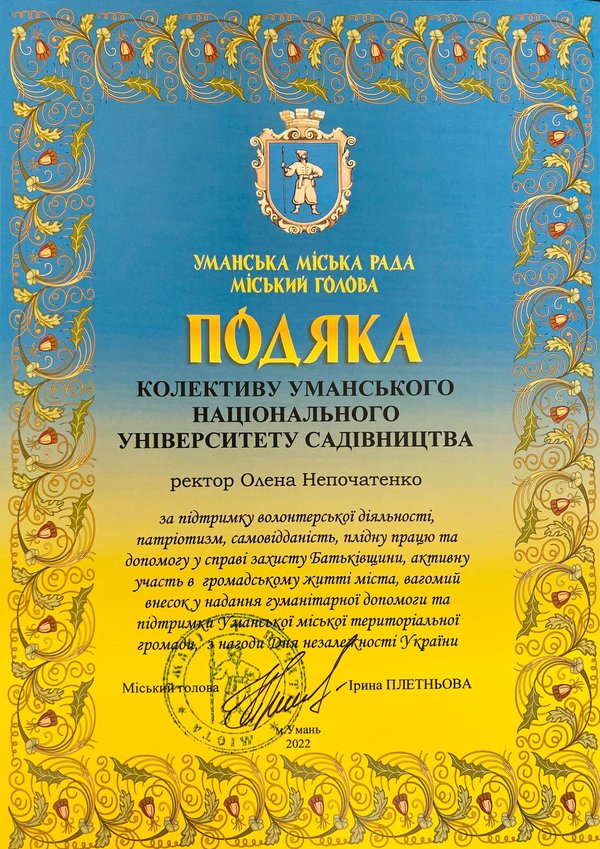 УМАНСЬКА МІСЬКА РАДА
МІСЬКИЙ ГОЛОВА
ПОДЯКА
КОЛЕКТИВУ УМАНСЬКОГО
НАЦІОНАЛЬНОГО
УНІВЕРСИТЕТУ САДІВНИЦТВА
ректор Олена Непочатенко
за підтримку волонтерської діяльності,
патріотизм, самовідданість, плідну працю та
допомогу у справі захисту Батьківщини, активну
участь в громадському житті міста, вагомий
внесок у надання гуманітарної допомоги та
підтримки Уманської міської територіальної
громади, з нагоди Дня незалежності України
Міський голова Ірина ПЛЕТНЬОВА
м.Умань
2022